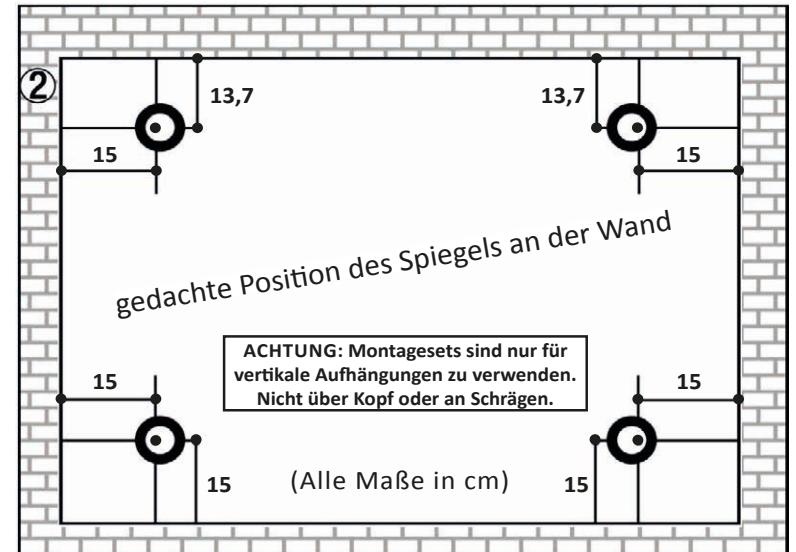 ②
13,7
13,7
15
15
gedachte Position des Spiegels an der Wand
ACHTUNG: Montagesets sind nur für
vertikale Aufhängungen zu verwenden.
Nicht über Kopf oder an Schrägen.
15
15
15
(Alle Maße in cm)
15